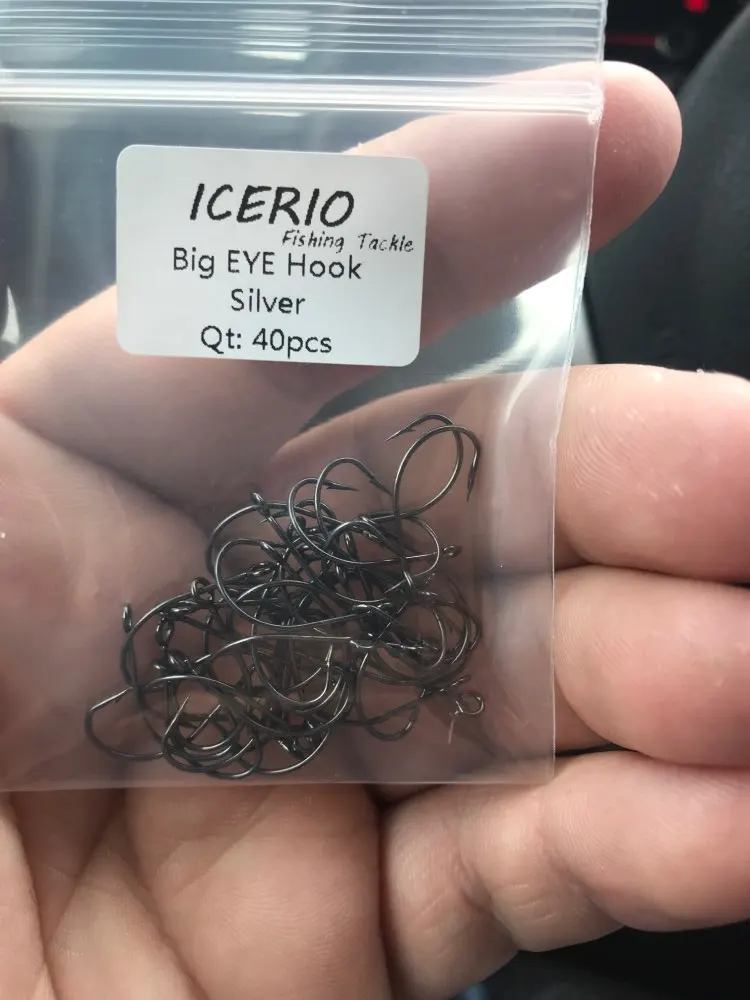 ICERIO
Fishing Tackle
Big EYE Hook
Silver
Qt: 40pcs